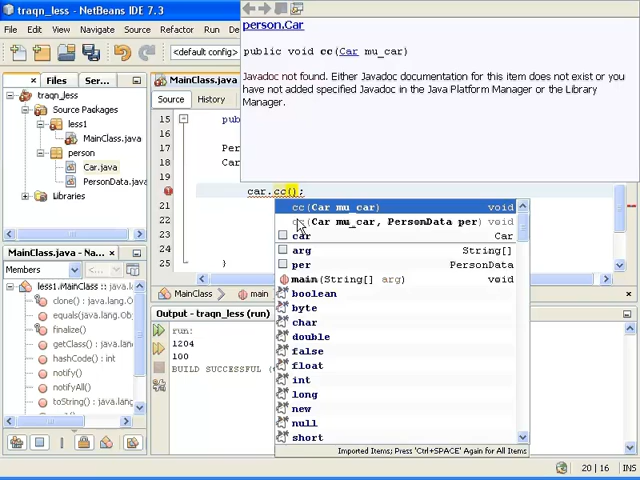 traqn_less - NetBeans IDE 7.3
File Edit View Navigate Source Refactor Run
<default config>
person.Car
public void cc(Car mu_car)
Javadoc not found. Either Javadoc documentation for this item does not exist or you
have not added specified Javadoc in the Java Platform Manager or the Library
Manager.
Files
Ser...
traqn_less
Source Packages
less1
MainClass.java
person
Car.java
PersonData.java
Libraries
MainClass.java
Source History
15 pu
16
17 Pe
18 Ca
19
car.cc();
21
22
23
24
25 }
cc(Car mu_car) void
cc(Car mu_car, PersonData per) void
car Car
arg String[]
per PersonData
main(String[] arg) void
boolean
byte
char
double
false
float
int
long
new
null
short
Imported Items; Press 'Ctrl+SPACE' Again for All Items
MainClass.java - Navigator
Members
less1.MainClass :: java.lan
clone() : java.lang.
equals(java.lang.Ob
finalize()
getClass() : java.lan
hashCode() : int
notify()
notifyAll()
toString() : java.lang
MainClass main
Output - traqn_less (run)
run:
1204
100
BUILD SUCCESSFUL (
20 | 16 INS